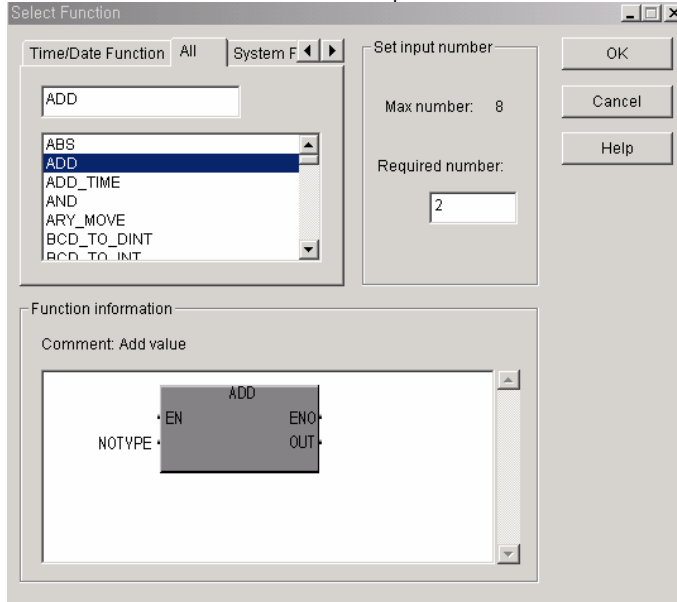 Select Function
Time/Date Function
All
System F
ADD
ABS
ADD
ADD_TIME
AND
ARY_MOVE
BCD_TO_DINT
BCD_TO_INT
Set input number
Max number: 8
Required number:
2
OK
Cancel
Help
Function information
Comment: Add value
ADD
EN
ENO
NOTYPE
OUT